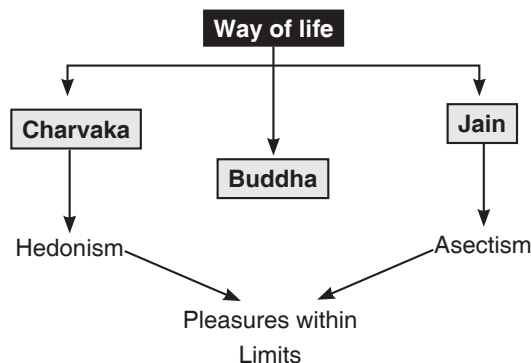 Way of life
Charvaka
Buddha
Jain
Hedonism
Asectism
Pleasures within
Limits